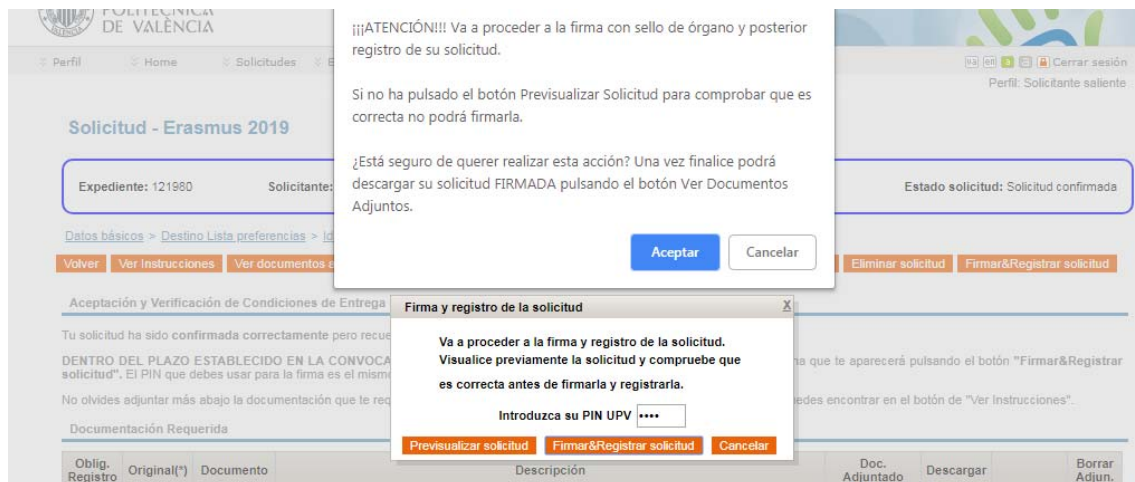 POLITÈCNICA
DE VALÈNCIA
Perfil Home Solicitudes
Cerrar sesión
Perfil: Solicitante saliente
¡¡¡ATENCIÓN!!! Va a proceder a la firma con sello de órgano y posterior
registro de su solicitud.
Si no ha pulsado el botón Previsualizar Solicitud para comprobar que es
correcta no podrá firmarla.
¿Está seguro de querer realizar esta acción? Una vez finalice podrá
descargar su solicitud FIRMADA pulsando el botón Ver Documentos
Adjuntos.
Aceptar Cancelar
Solicitud - Erasmus 2019
Expediente: 121980 Solicitante: Estado solicitud: Solicitud confirmada
Datos básicos > Destino Lista preferencias >
Volver Ver Instrucciones Ver documentos Eliminar solicitud Firmar&Registrar solicitud
Aceptación y Verificación de Condiciones de Entrega
Tu solicitud ha sido confirmada correctamente pero
DENTRO DEL PLAZO ESTABLECIDO EN LA que te aparecerá pulsando el botón "Firmar&Registrar
solicitud". El PIN que debes usar para la firma es el mismo
No olvides adjuntar más abajo la documentación que te encontrar en el botón de "Ver Instrucciones".
Documentación Requerida
Firma y registro de la solicitud X
Va a proceder a la firma y registro de la solicitud.
Visualice previamente la solicitud y compruebe que
es correcta antes de firmarla y registrarla.
Introduzca su PIN UPV ••••
Previsualizar solicitud Firmar&Registrar solicitud Cancelar
Oblig. Doc. Borrar
Registro Original(*) Documento Descripción Adjuntado Descargar Adjun.